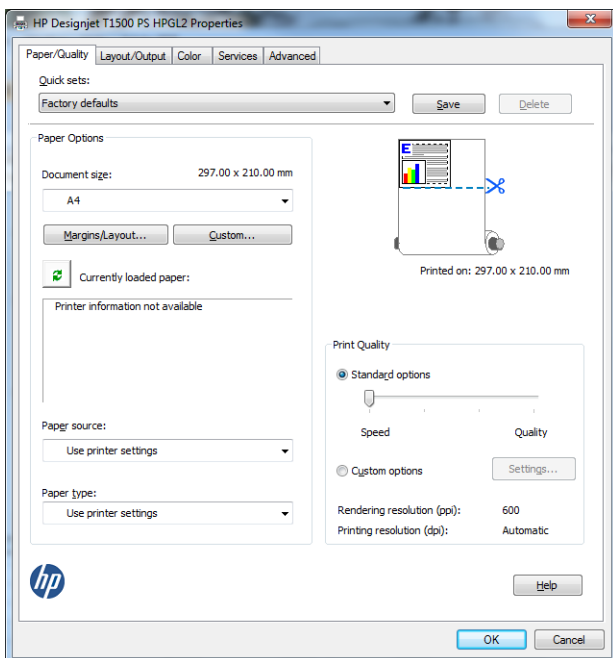 HP Designjet T1500 PS HPGL2 Properties
Paper/Quality Layout/Output Color Services Advanced
Quick sets:
Factory defaults
Save Delete
Paper Options
Document size: 297.00 x 210.00 mm
A4
Margins/Layout... Custom...
Currently loaded paper:
Printer information not available
Paper source:
Use printer settings
Paper type:
Use printer settings
E
Printed on: 297.00 x 210.00 mm
Print Quality
Standard options
Speed Quality
Custom options Settings...
Rendering resolution (ppi): 600
Printing resolution (dpi): Automatic
hp
Help
OK Cancel